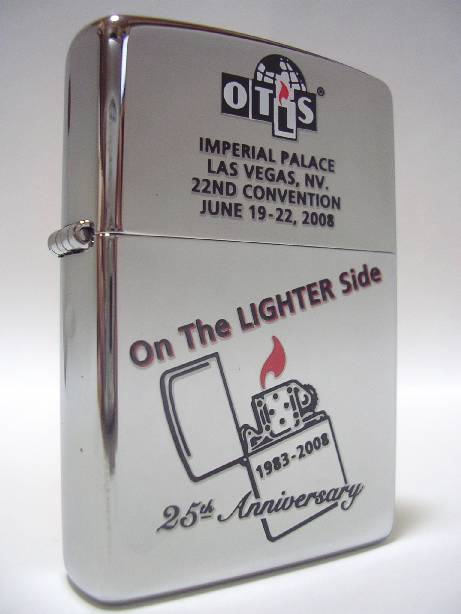 OTLS®
IMPERIAL PALACE
LAS VEGAS, NV.
22ND CONVENTION
JUNE 19-22, 2008
On The LIGHTER Side
1983-2008
25th Anniversary